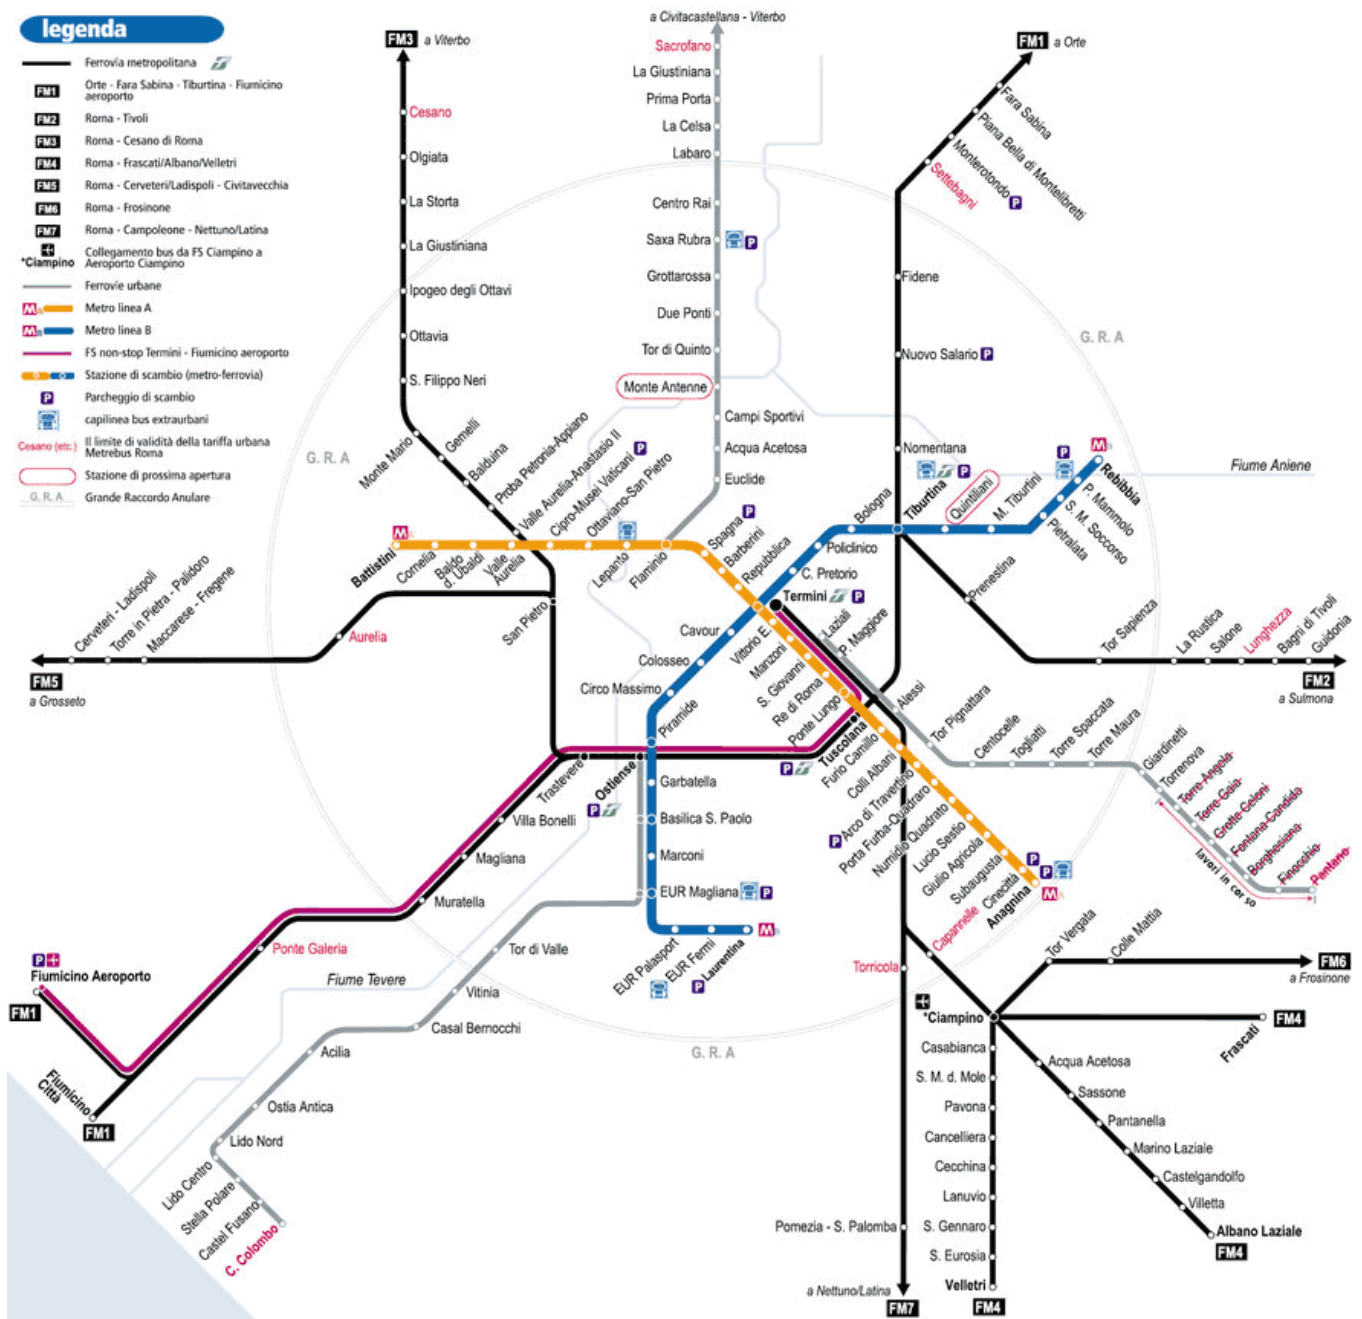 legenda
Ferrovia metropolitana
FM1 Orte - Fara Sabina - Tiburtina - Fiumicino
aeroporto
FM2 Roma - Tivoli
FM3 Roma - Cesano di Roma
FM4 Roma - Frascati/Albano/Velletri
FM5 Roma - Cerveteri/Ladispoli - Civitavecchia
FM6 Roma - Frosinone
FM7 Roma - Campoleone - Nettuno/Latina
*Ciampino Collegamento bus da FS Ciampino a
Aeroporto Ciampino
Ferrovie urbane
MA Metro linea A
MB Metro linea B
FS non-stop Termini - Fiumicino aeroporto
Stazione di scambio (metro-ferrovia)
P Parcheggio di scambio
capilinea bus extraurbani
Cesano (etc.) Il limite di validità della tariffa urbana
Metrebus Roma
Stazione di prossima apertura
G. R. A Grande Raccordo Anulare
FM3 a Viterbo
Cesano
Olgiata
La Storta
La Giustiniana
Ipogeo degli Ottavi
Ottavia
S. Filippo Neri
Monte Mario
Gemelli
Balduina
Proba Petronia-Appiano
Valle Aurelia-Anastasio II
San Pietro
a Civitacastellana - Viterbo
Sacrofano
La Giustiniana
Prima Porta
La Celsa
Labaro
Centro Rai
Saxa Rubra P
Grottarossa
Due Ponti
Tor di Quinto
Monte Antenne
Campi Sportivi
Acqua Acetosa
Euclide
FM1 a Orte
Fara Sabina
Piana Bella di Montelibretti
Monterotondo P
Settebagni
Fidene
Nuovo Salario P
Nomentana
Tiburtina P
G. R. A
G. R. A
Fiume Aniene
M
Battistini
Cornelia
Baldo
d. Ubaldi
Valle
Aurelia
Cipro-Musei Vaticani P
Ottaviano-San Pietro
Lepanto
Flaminio
Spagna P
Barberini
Repubblica
Termini P
Vittorio E.
Manzoni
S. Giovanni
Re di Roma
Ponte Lungo
Furio Camillo
Colli Albani
P Arco di Travertino
Porta Furba-Quadraro
Numidio Quadrato
Lucio Sestio
Giulio Agricola
Subaugusta
Cinecittà P
Anagnina P
M
M
Rebibbia
P
P. Mammolo
S. M. Soccorso
Pietralata
M. Tiburtini
Quintiliani
Bologna
Policlinico
C. Pretorio
Cavour
Colosseo
Circo Massimo
Piramide
Garbatella
Basilica S. Paolo
Marconi
EUR Magliana P
EUR Palasport
EUR Fermi
P Laurentina
M
Prenestina
Tor Sapienza
La Rustica
Salone
Lunghezza
Bagni di Tivoli
Guidonia
FM2
a Sulmona
Cerveteri - Ladispoli
Torre in Pietra - Palidoro
Maccarese - Fregene
Aurelia
FM5
a Grosseto
Laziali
P. Maggiore
Alessi
Tor Pignattara
Centocelle
Togliatti
Torre Spaccata
Torre Maura
Giardinetti
Torrenova
Torre Angela
Torre Gaia
Grotte Celoni
Fontana Candida
Borghesiana
Finocchio
Pantano
lavori in cor so
P Tuscolana
Ostiense
P
Trastevere
Villa Bonelli
Magliana
Muratella
Ponte Galeria
P
Fiumicino Aeroporto
FM1
Fiumicino
Città
FM1
Fiume Tevere
Tor di Valle
Vitinia
Casal Bernocchi
Acilia
Ostia Antica
Lido Nord
Lido Centro
Stella Polare
Castel Fusano
C. Colombo
G. R. A
Capannelle
Torricola
Tor Vergata
Colle Mattia
FM6
a Frosinone
*Ciampino
Frascati
FM4
Casabianca
S. M. d. Mole
Pavona
Cancelliera
Cecchina
Lanuvio
S. Gennaro
S. Eurosia
Velletri
FM4
Acqua Acetosa
Sassone
Pantanella
Marino Laziale
Castelgandolfo
Villetta
Albano Laziale
FM4
Pomezia - S. Palomba
a Nettuno/Latina
FM7